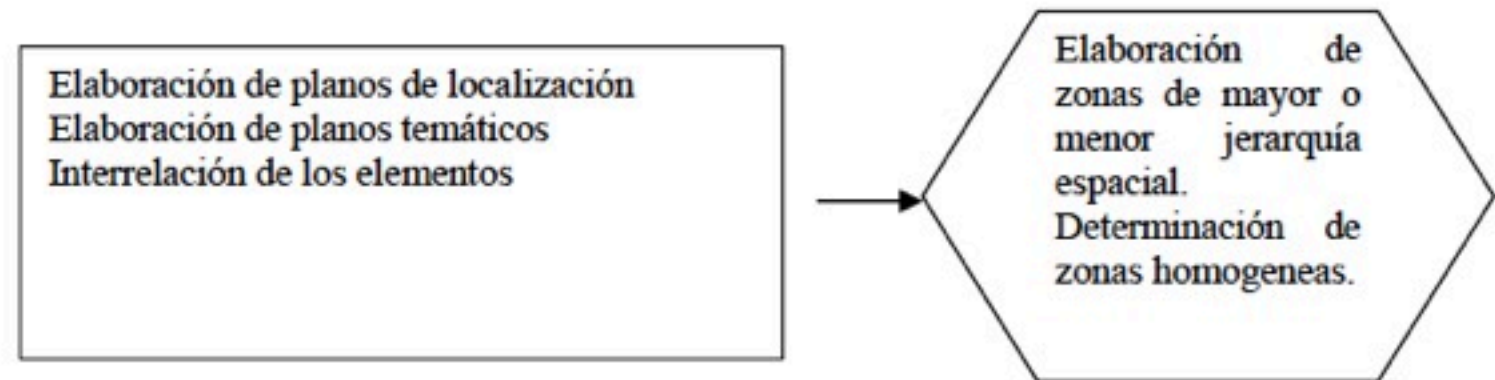 Elaboración de planos de localización
Elaboración de planos temáticos
Interrelación de los elementos
Elaboración de
zonas de mayor o
menor jerarquía
espacial.
Determinación de
zonas homogeneas.